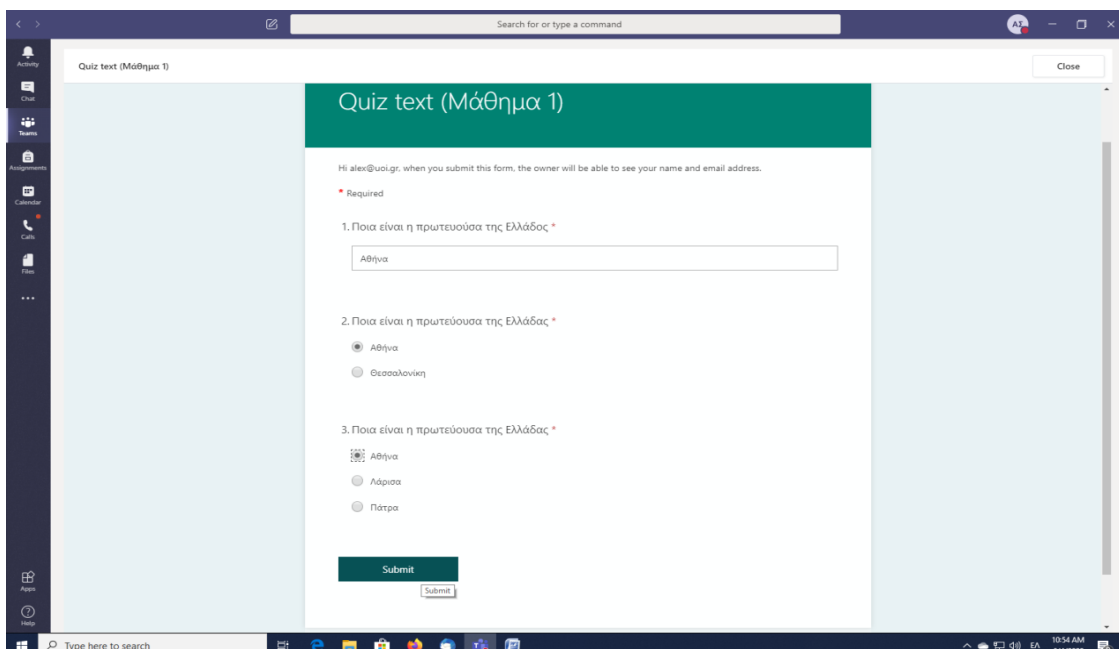 Search for or type a command
ΑΣ
Activity
Quiz text (Μάθημα 1)
Close
Chat
Teams
Assignments
Calendar
Calls
Files
Apps
Help
Quiz text (Μάθημα 1)
Hi alex@uoi.gr, when you submit this form, the owner will be able to see your name and email address.
* Required
1. Ποια είναι η πρωτευούσα της Ελλάδος *
Αθήνα
2. Ποια είναι η πρωτεύουσα της Ελλάδας *
Αθήνα
Θεσσαλονίκη
3. Ποια είναι η πρωτεύουσα της Ελλάδας *
Αθήνα
Λάρισα
Πάτρα
Submit
Submit
Type here to search
ΕΛ
10:54 AM